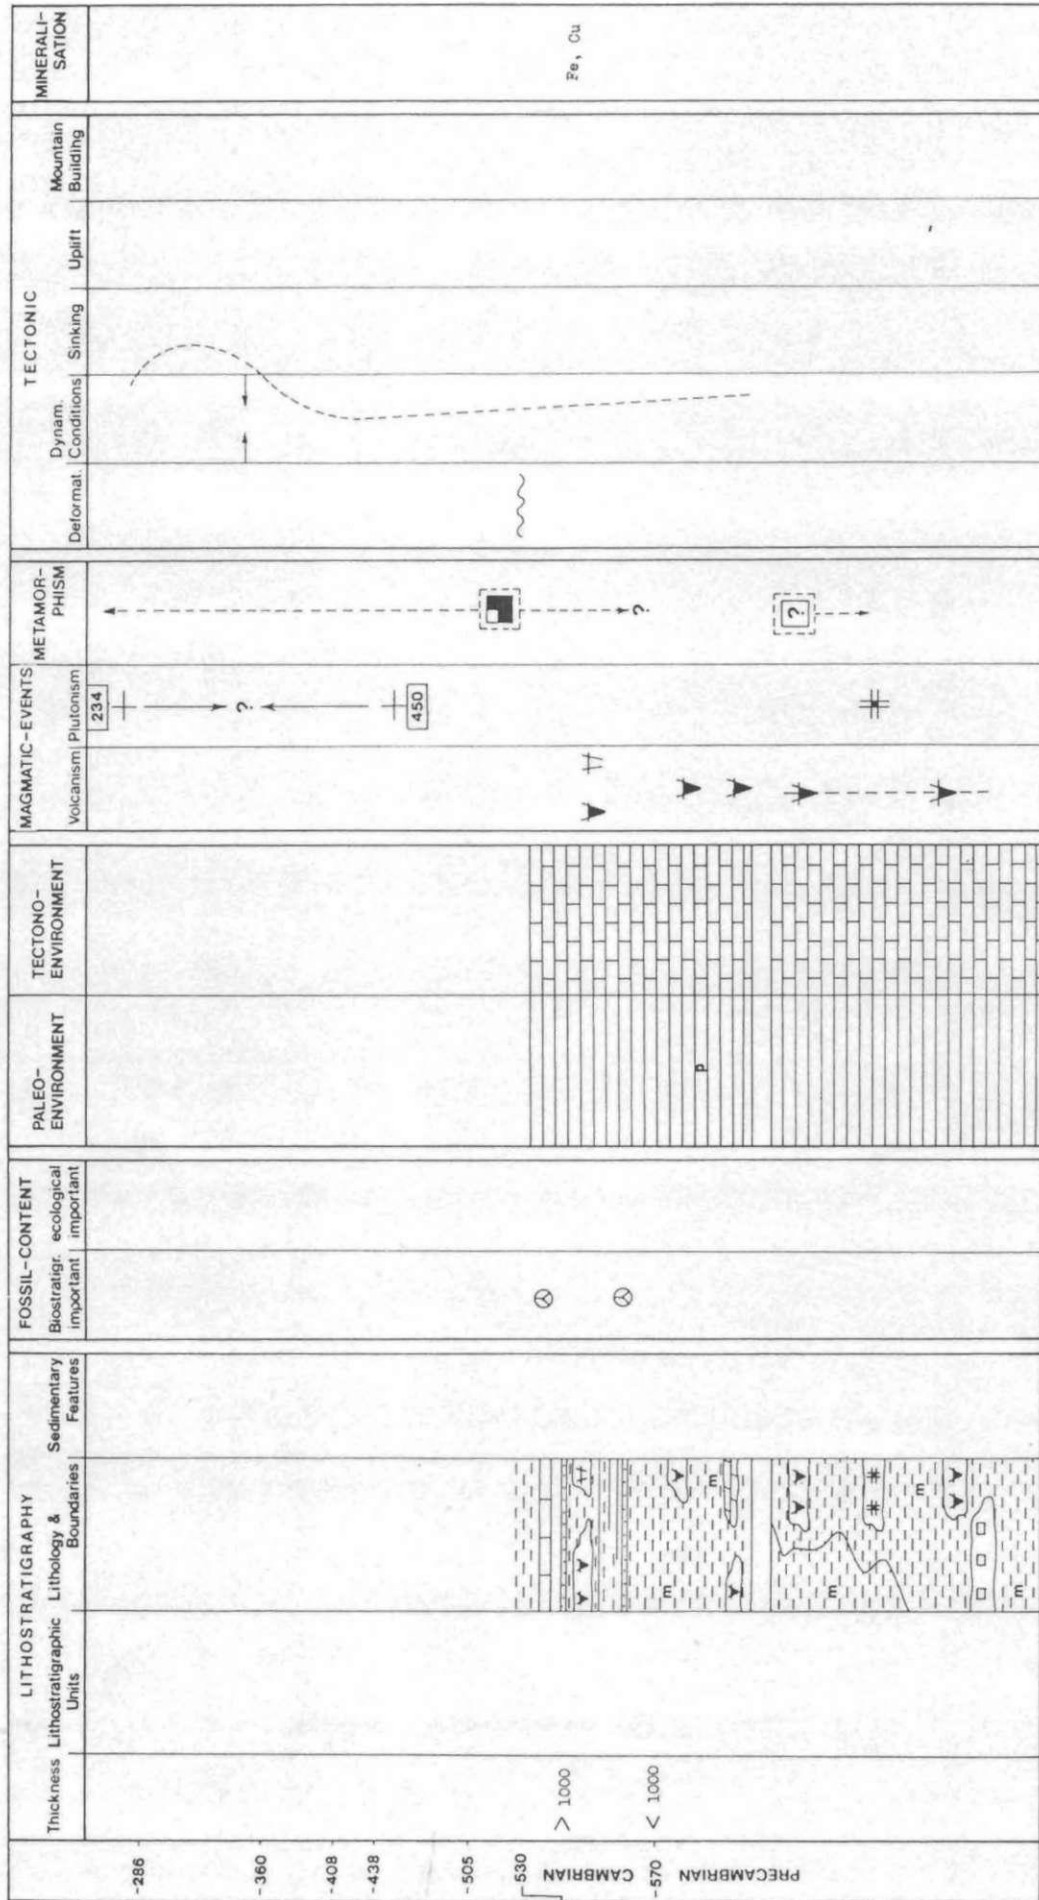 LITHOSTRATIGRAPHY
Thickness
Lithostratigraphic
Units
Lithology &
Boundaries
Sedimentary
Features
FOSSIL-CONTENT
Biostratigr.
important
ecological
important
PALEO-
ENVIRONMENT
TECTONO-
ENVIRONMENT
MAGMATIC-EVENTS
Volcanism
Plutonism
METAMOR-
PHISM
TECTONIC
Deformat.
Dynam.
Conditions
Sinking
Uplift
Mountain
Building
MINERALI-
SATION
-286
-360
-408
-438
-505
530
CAMBRIAN
-570
PRECAMBRIAN
> 1000
< 1000
m
m
m
m
m
p
234
?
450
?
?
Fe, Cu